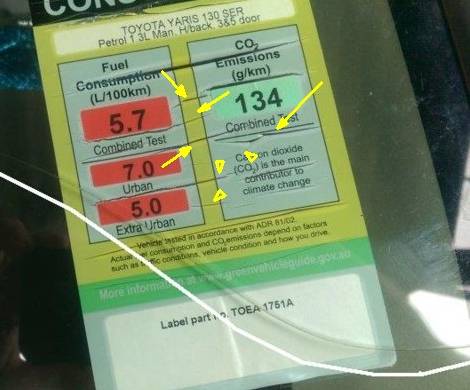 TOYOTA YARIS 130 SER
Petrol 1.3L Man. H/back. 3&5 door
Fuel
Consumption
(L/100km)
5.7
Combined Test
7.0
Urban
5.0
Extra Urban
CO2
Emissions
(g/km)
134
Combined Test
Carbon dioxide
(CO2) is the main
contributor to
climate change
Vehicle tested in accordance with ADR 81/02.
Actual fuel consumption and CO2 emissions depend on factors
such as traffic conditions, vehicle condition and how you drive.
More information at www.greenvehicleguide.gov.au
Label part no. TOEA 1751A